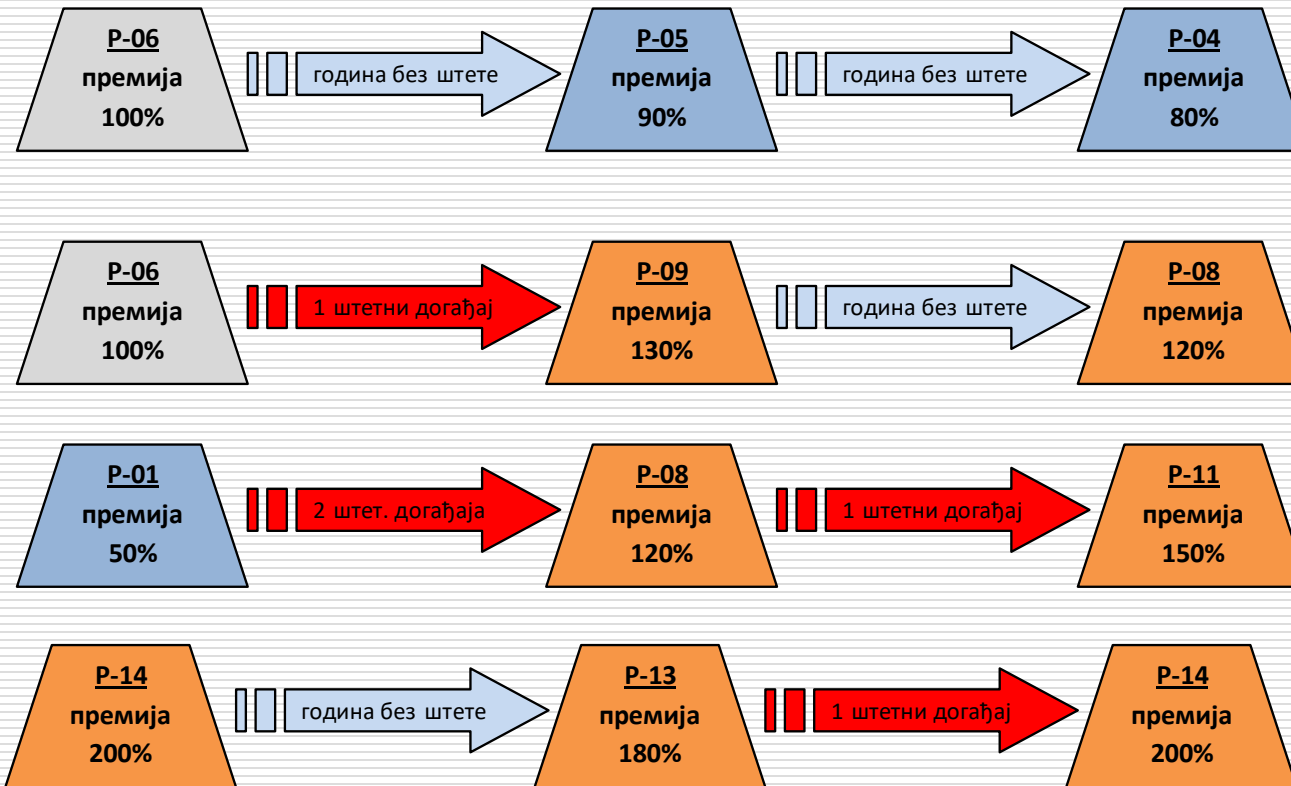 Р-06
премија
100%
година без штете
Р-05
премија
90%
година без штете
Р-04
премија
80%
Р-06
премија
100%
1 штетни догађај
Р-09
премија
130%
година без штете
Р-08
премија
120%
Р-01
премија
50%
2 штет. догађаја
Р-08
премија
120%
1 штетни догађај
Р-11
премија
150%
Р-14
премија
200%
година без штете
Р-13
премија
180%
1 штетни догађај
Р-14
премија
200%